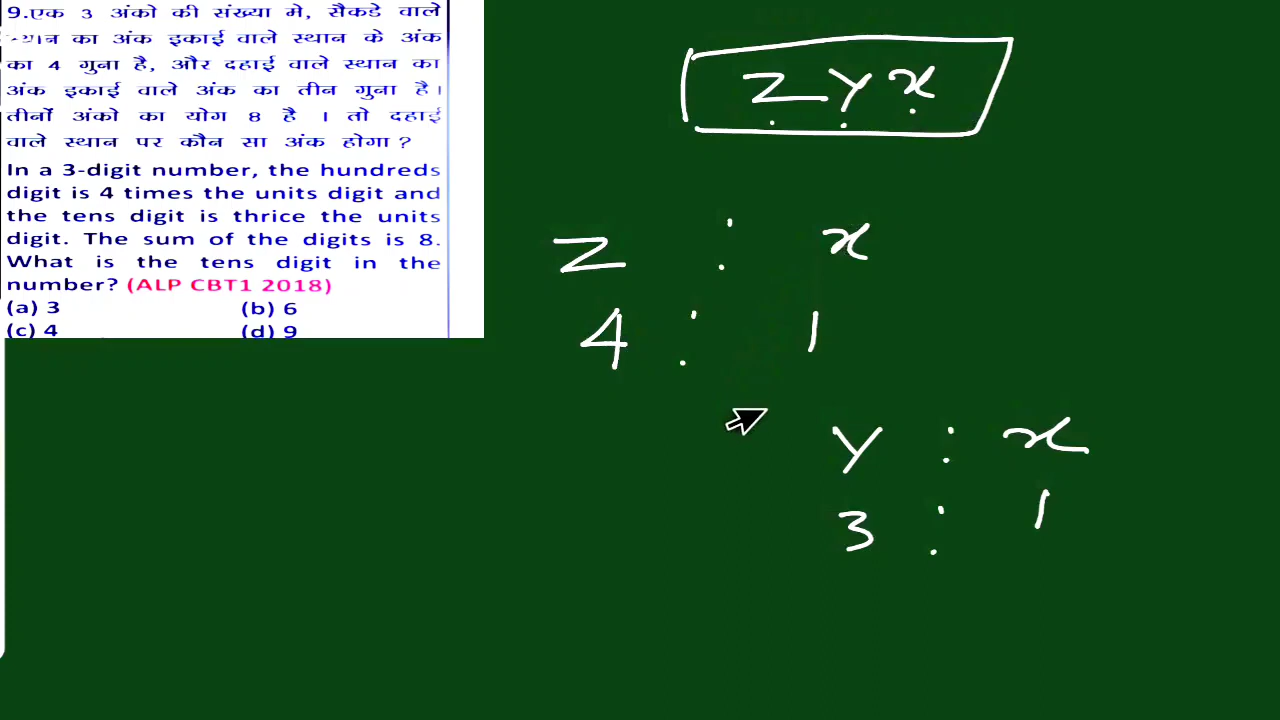 9.एक 3 अंको की संख्या मे, सैकडे वाले
स्थान का अंक इकाई वाले स्थान के अंक
का 4 गुना है, और दहाई वाले स्थान का
अंक इकाई वाले अंक का तीन गुना है।
तीनों अंको का योग 8 है । तो दहाई
वाले स्थान पर कौन सा अंक होगा ?
In a 3-digit number, the hundreds
digit is 4 times the units digit and
the tens digit is thrice the units
digit. The sum of the digits is 8.
What is the tens digit in the
number? (ALP CBT1 2018)
(a) 3 (b) 6
(c) 4 (d) 9
Z Y x
Z : x
4 : 1
Y : x
3 : 1